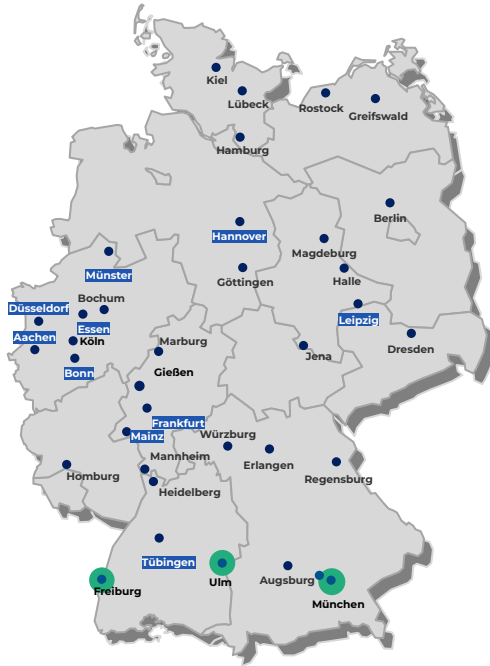 Kiel
Lübeck
Rostock
Greifswald
Hamburg
Berlin
Hannover
Magdeburg
Münster
Göttingen
Halle
Bochum
Düsseldorf
Essen
Leipzig
Aachen
Köln
Marburg
Dresden
Jena
Bonn
Gießen
Frankfurt
Mainz
Würzburg
Mannheim
Erlangen
Homburg
Regensburg
Heidelberg
Tübingen
Ulm
Augsburg
Freiburg
München